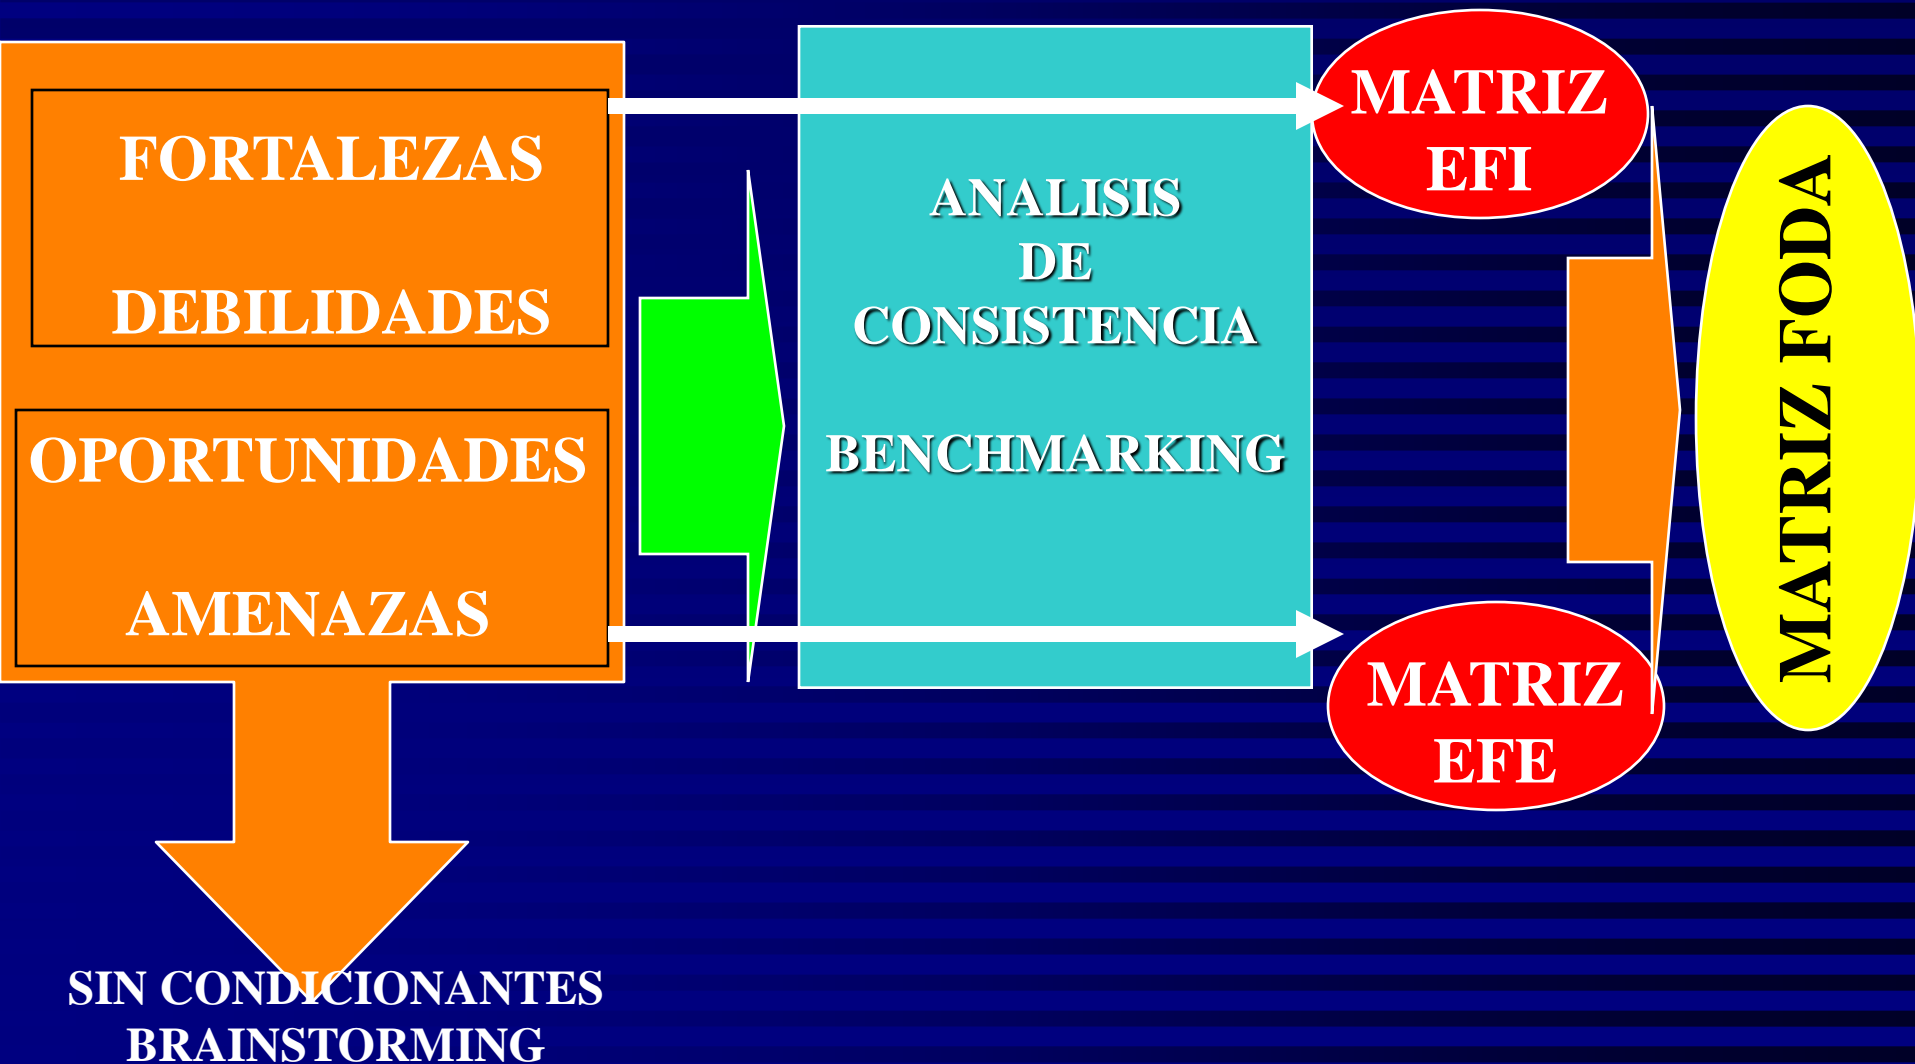 FORTALEZAS
DEBILIDADES
OPORTUNIDADES
AMENAZAS
SIN CONDICIONANTES
BRAINSTORMING
ANALISIS
DE
CONSISTENCIA
BENCHMARKING
MATRIZ
EFI
MATRIZ
EFE
MATRIZ FODA